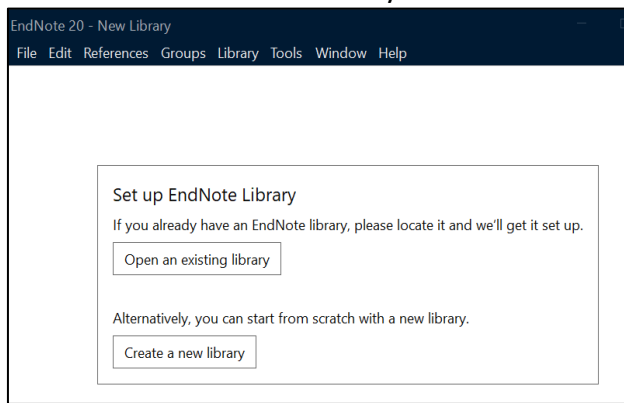 EndNote 20 - New Library
File Edit References Groups Library Tools Window Help
Set up EndNote Library
If you already have an EndNote library, please locate it and we'll get it set up.
Open an existing library
Alternatively, you can start from scratch with a new library.
Create a new library